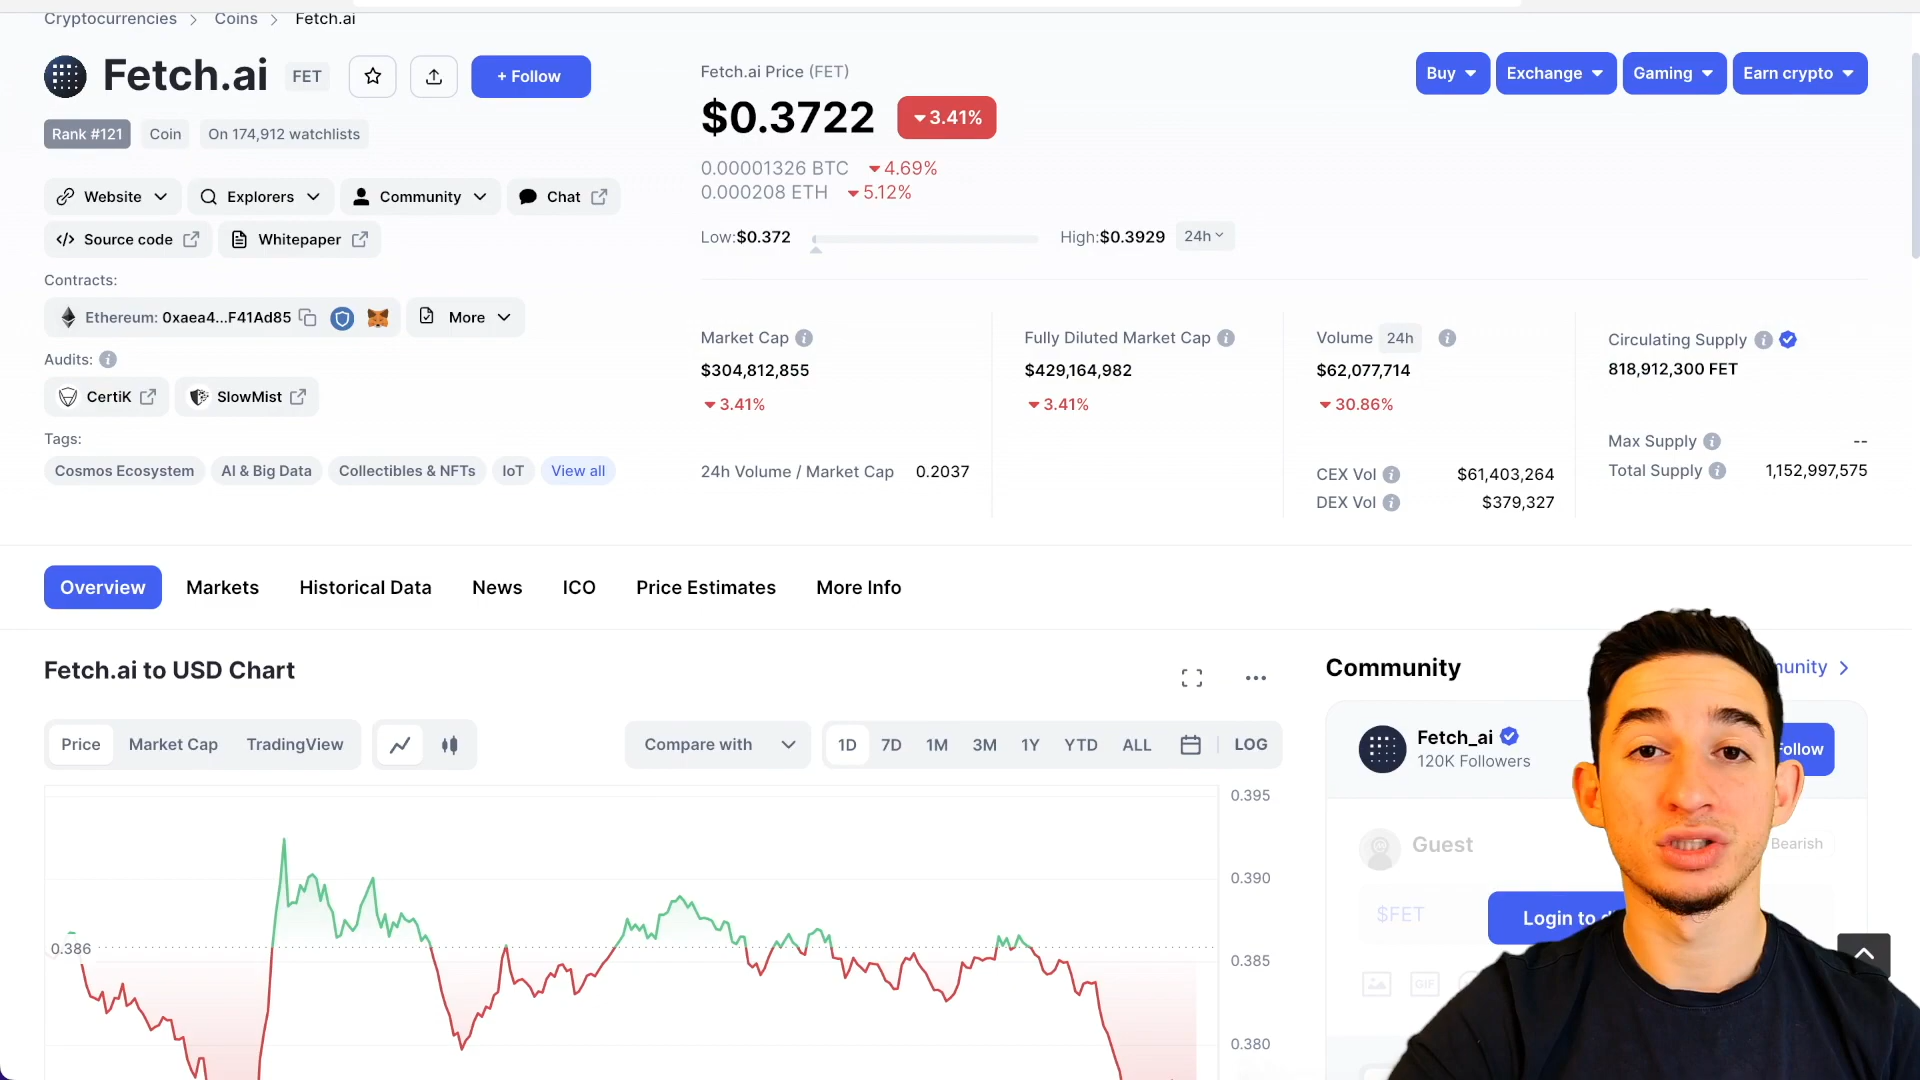 Cryptocurrencies > Coins > Fetch.ai
Fetch.ai FET
+ Follow
Rank #121 Coin On 174,912 watchlists
Website Explorers Community Chat
Source code Whitepaper
Contracts:
Ethereum: 0xaea4...F41Ad85 More
Audits:
CertiK SlowMist
Tags:
Cosmos Ecosystem AI & Big Data Collectibles & NFTs IoT View all
Fetch.ai Price (FET)
$0.3722 3.41%
0.00001326 BTC 4.69%
0.000208 ETH 5.12%
Low:$0.372 High:$0.3929 24h
Buy Exchange Gaming Earn crypto
Market Cap
$304,812,855
3.41%
24h Volume / Market Cap 0.2037
Fully Diluted Market Cap
$429,164,982
3.41%
Volume 24h
$62,077,714
30.86%
CEX Vol $61,403,264
DEX Vol $379,327
Circulating Supply
818,912,300 FET
Max Supply --
Total Supply 1,152,997,575
Overview Markets Historical Data News ICO Price Estimates More Info
Fetch.ai to USD Chart
Price Market Cap TradingView
Compare with
1D 7D 1M 3M 1Y YTD ALL LOG
0.395
0.390
0.386
0.385
0.380
Community
Fetch_ai
120K Followers
Follow
Guest
Bearish
$FET
Login to
GIF